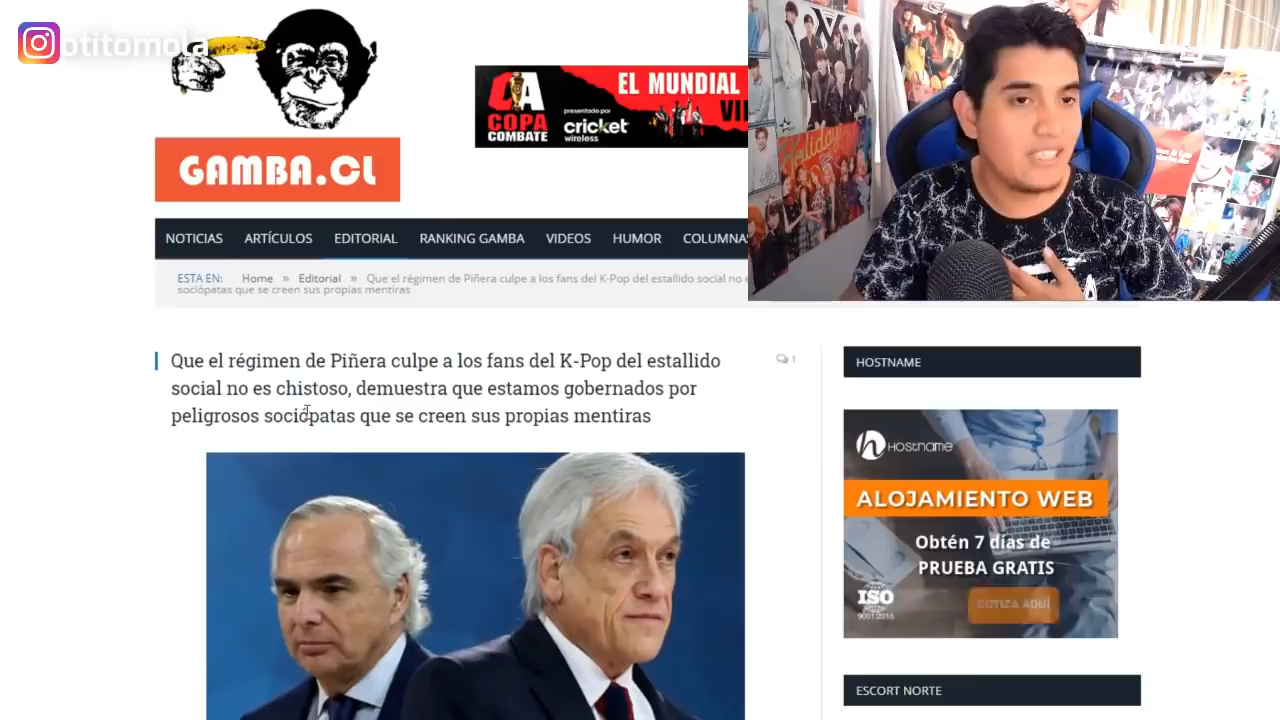 otitomola
GAMBA.CL
COPA
COMBATE
presentado por
cricket
wireless
EL MUNDIAL
NOTICIAS ARTÍCULOS EDITORIAL RANKING GAMBA VIDEOS HUMOR COLUMNAS
ESTA EN: Home » Editorial » Que el régimen de Piñera culpe a los fans del K-Pop del estallido social no
sociópatas que se creen sus propias mentiras
Que el régimen de Piñera culpe a los fans del K-Pop del estallido
social no es chistoso, demuestra que estamos gobernados por
peligrosos sociópatas que se creen sus propias mentiras
1
Holiday!
HOSTNAME
HOSTNAME
ALOJAMIENTO WEB
Obtén 7 días de
PRUEBA GRATIS
COTIZA AQUÍ
ISO
9001:2015
ESCORT NORTE